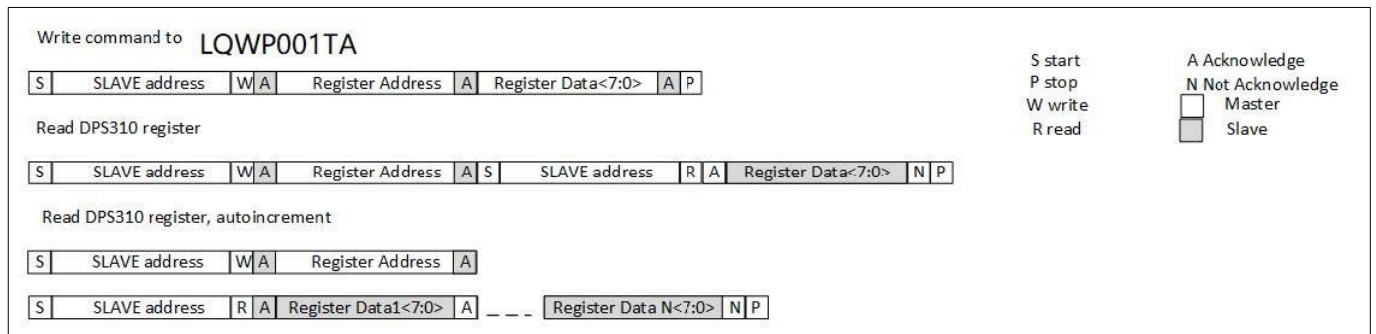 Write command to LQWP001TA
S SLAVE address W A Register Address A Register Data<7:0> A P
Read DPS310 register
S SLAVE address W A Register Address A S SLAVE address R A Register Data<7:0> N P
Read DPS310 register, autoincrement
S SLAVE address W A Register Address A
S SLAVE address R A Register Data1<7:0> A _ _ _ Register Data N<7:0> N P
S start A Acknowledge
P stop N Not Acknowledge
W write Master
R read Slave